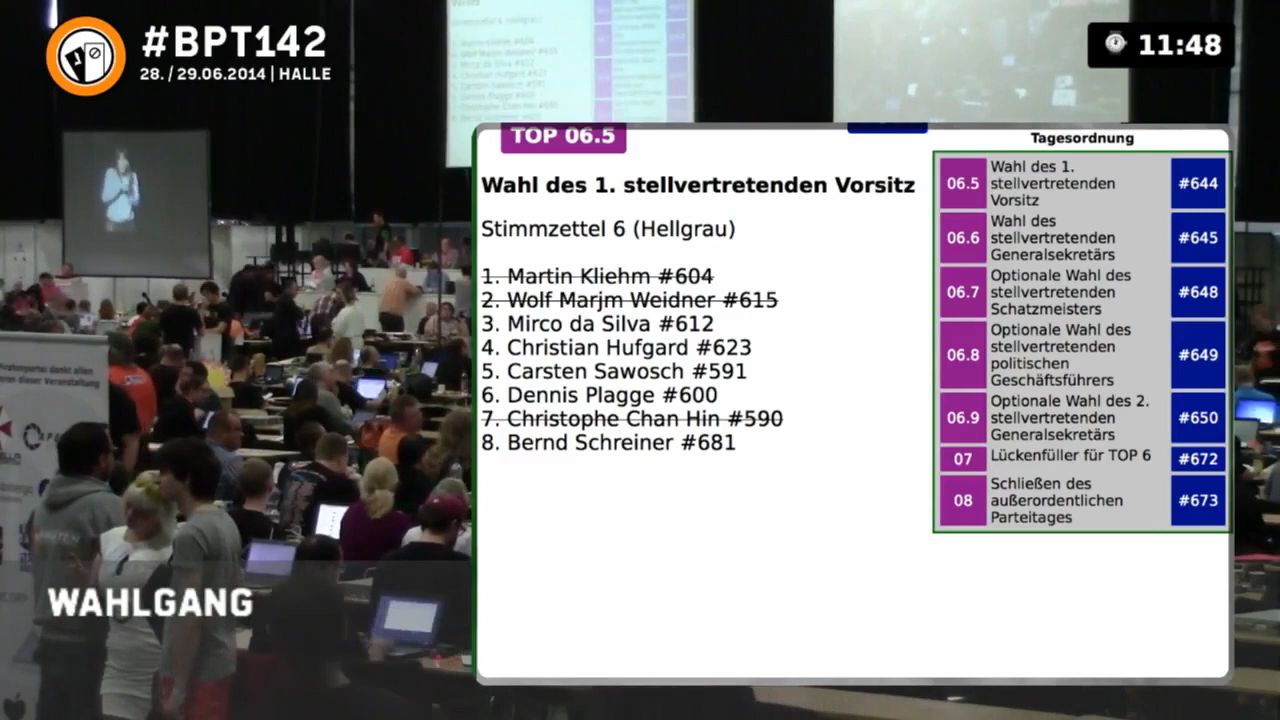 #BPT142
28. / 29.06.2014 | HALLE
11:48
TOP 06.5
Wahl des 1. stellvertretenden Vorsitz
Stimmzettel 6 (Hellgrau)
1. Martin Kliehm #604
2. Wolf Marjm Weidner #615
3. Mirco da Silva #612
4. Christian Hufgard #623
5. Carsten Sawosch #591
6. Dennis Plagge #600
7. Christophe Chan Hin #590
8. Bernd Schreiner #681
Tagesordnung
06.5 Wahl des 1. #644
stellvertretenden
Vorsitz
06.6 Wahl des #645
stellvertretenden
Generalsekretärs
06.7 Optionale Wahl des #648
stellvertretenden
Schatzmeisters
06.8 Optionale Wahl des #649
stellvertretenden
politischen
Geschäftsführers
06.9 Optionale Wahl des 2. #650
stellvertretenden
Generalsekretärs
07 Lückenfüller für TOP 6 #672
08 Schließen des #673
außerordentlichen
Parteitages
WAHLGANG